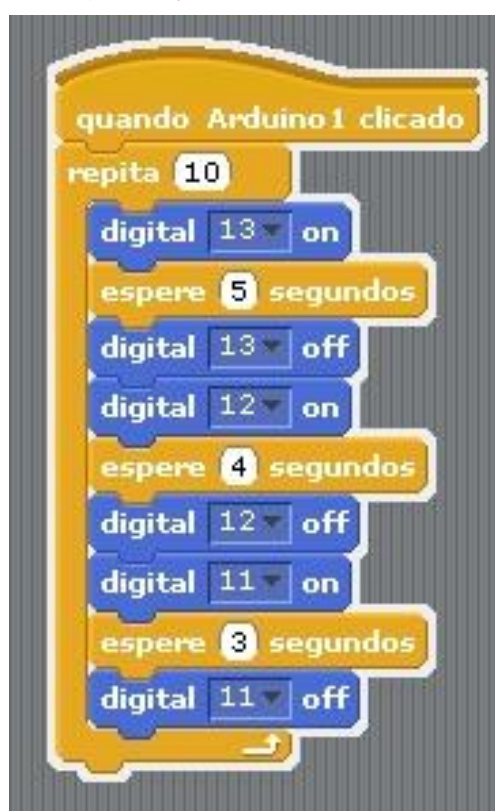 quando Arduino1 clicado
repita 10
digital 13 on
espere 5 segundos
digital 13 off
digital 12 on
espere 4 segundos
digital 12 off
digital 11 on
espere 3 segundos
digital 11 off